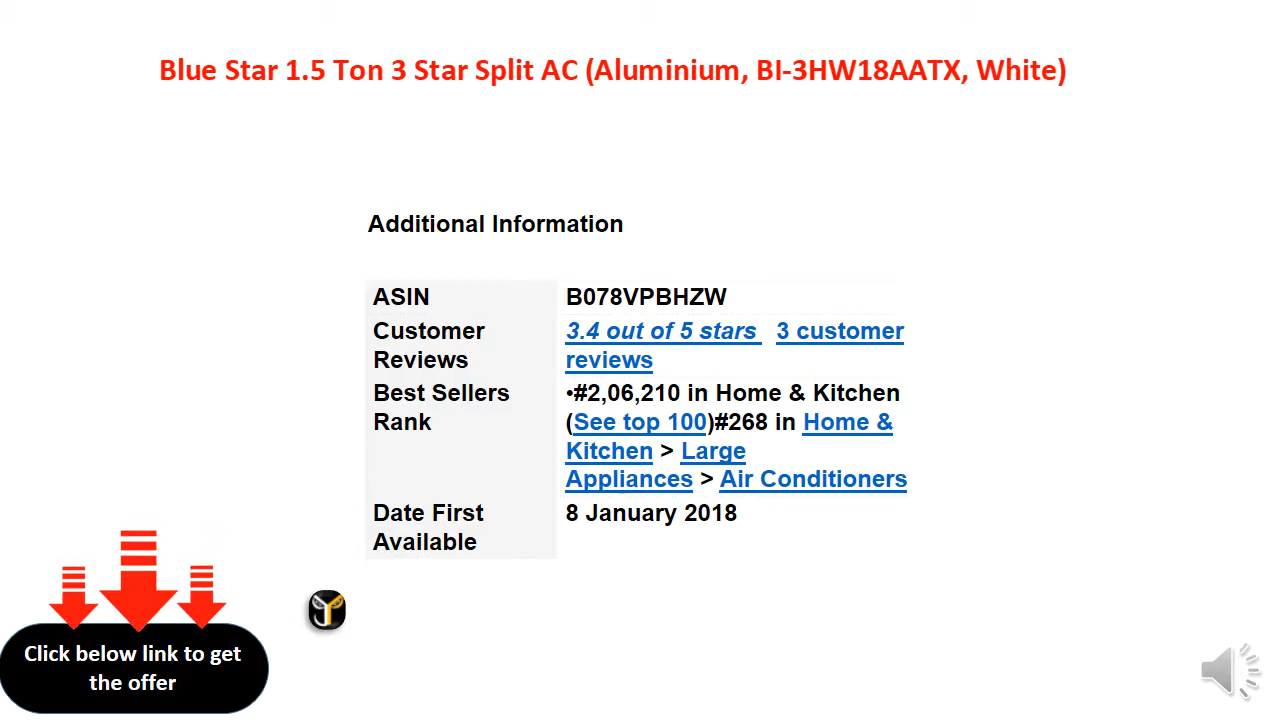 Blue Star 1.5 Ton 3 Star Split AC (Aluminium, BI-3HW18AATX, White)
Additional Information
ASIN B078VPBHZW
Customer Reviews 3.4 out of 5 stars 3 customer reviews
Best Sellers Rank •#2,06,210 in Home & Kitchen
(See top 100)#268 in Home &
Kitchen > Large
Appliances > Air Conditioners
Date First Available 8 January 2018
Click below link to get
the offer